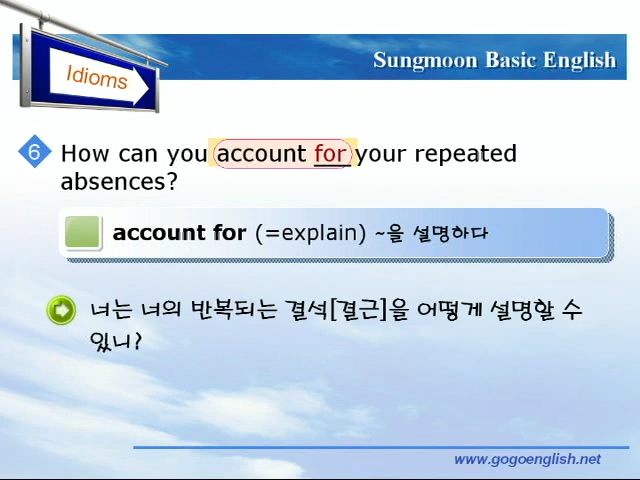 Sungmoon Basic English
Idioms
6 How can you account for your repeated
absences?
account for (=explain) ~을 설명하다
너는 너의 반복되는 결석[결근]을 어떻게 설명할 수
있니?
www.gogoenglish.net